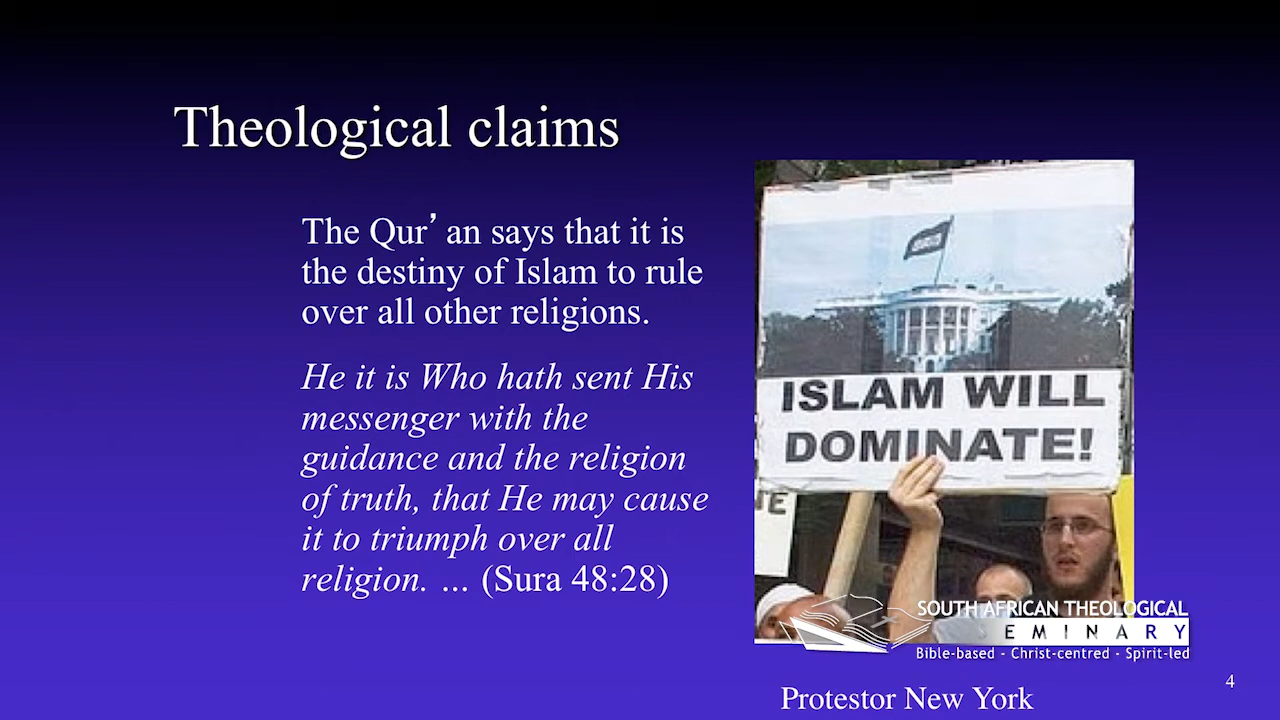 Theological claims
The Qur’an says that it is
the destiny of Islam to rule
over all other religions.
He it is Who hath sent His
messenger with the
guidance and the religion
of truth, that He may cause
it to triumph over all
religion. … (Sura 48:28)
ISLAM WILL
DOMINATE!
SOUTH AFRICAN THEOLOGICAL
SEMINARY
Bible-based - Christ-centred - Spirit-led
4
Protestor New York